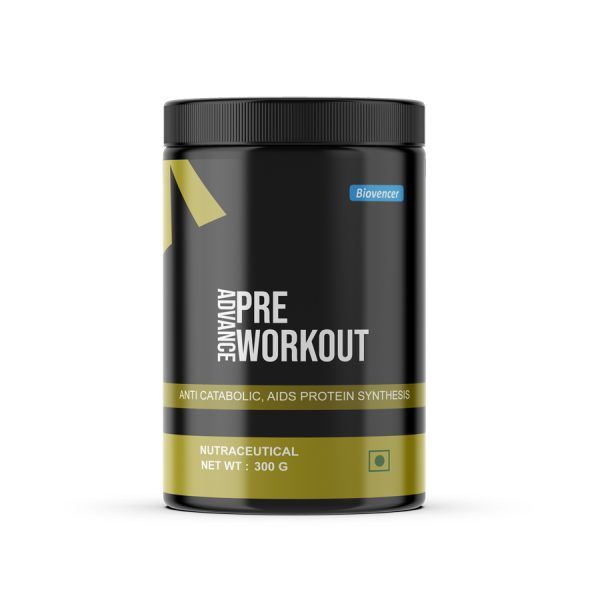 Biovencer
ADVANCE
PRE
WORKOUT
ANTI CATABOLIC, AIDS PROTEIN SYNTHESIS
NUTRACEUTICAL
NET WT : 300 G